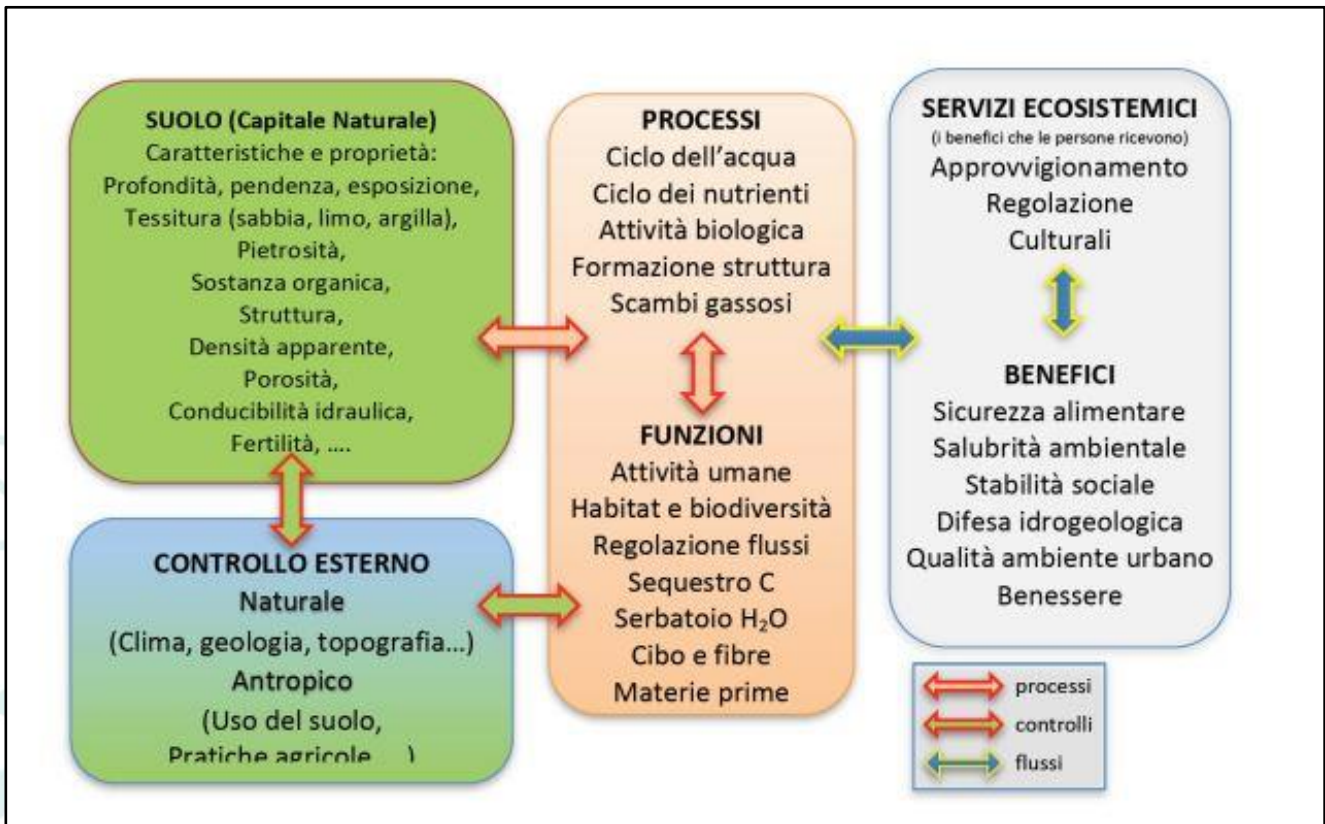 SUOLO (Capitale Naturale)
Caratteristiche e proprietà:
Profondità, pendenza, esposizione,
Tessitura (sabbia, limo, argilla),
Pietrosità,
Sostanza organica,
Struttura,
Densità apparente,
Porosità,
Conducibilità idraulica,
Fertilità, ....
CONTROLLO ESTERNO
Naturale
(Clima, geologia, topografia...)
Antropico
(Uso del suolo,
Pratiche agricole ... )
PROCESSI
Ciclo dell'acqua
Ciclo dei nutrienti
Attività biologica
Formazione struttura
Scambi gassosi
FUNZIONI
Attività umane
Habitat e biodiversità
Regolazione flussi
Sequestro C
Serbatoio H₂O
Cibo e fibre
Materie prime
SERVIZI ECOSISTEMICI
(i benefici che le persone ricevono)
Approvvigionamento
Regolazione
Culturali
BENEFICI
Sicurezza alimentare
Salubrità ambientale
Stabilità sociale
Difesa idrogeologica
Qualità ambiente urbano
Benessere
processi
controlli
flussi